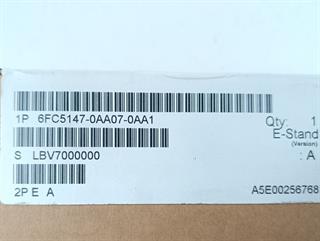 1P 6FC5147-0AA07-0AA1
Qty: 1
E-Stand
(Version)
: A
S LBV7000000
2P E A
A5E00256768